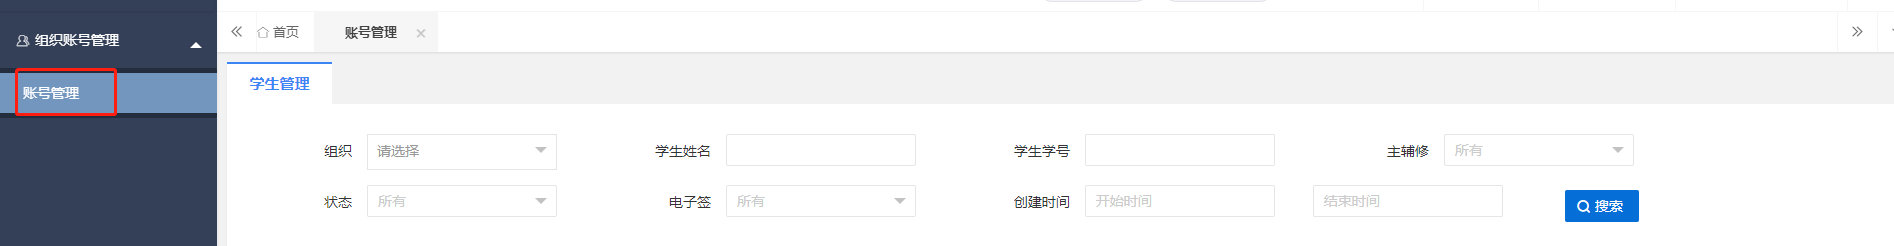 组织账号管理
账号管理
首页 账号管理
学生管理
组织 请选择 学生姓名 学生学号 主辅修 所有
状态 所有 电子签 所有 创建时间 开始时间 结束时间 搜索